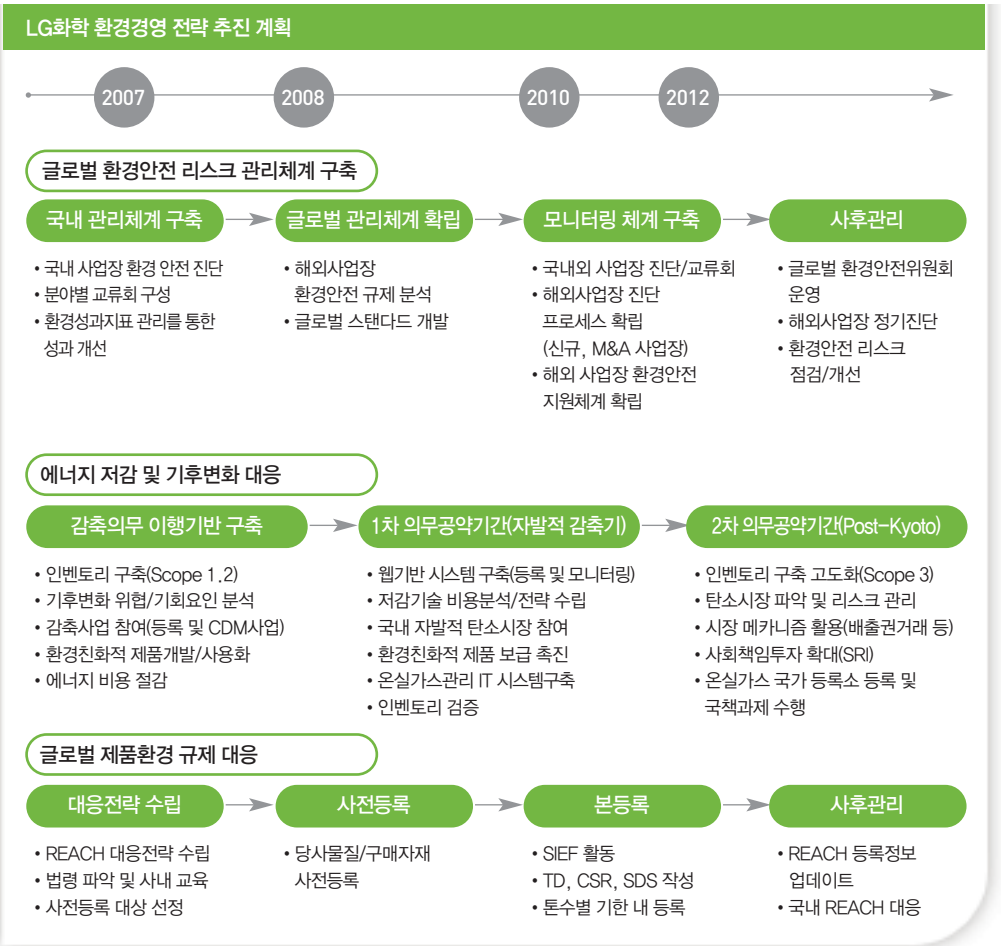 LG화학 환경경영 전략 추진 계획
2007
2008
2010
2012
글로벌 환경안전 리스크 관리체계 구축
국내 관리체계 구축
• 국내 사업장 환경 안전 진단
• 분야별 교류회 구성
• 환경성과지표 관리를 통한
성과 개선
글로벌 관리체계 확립
• 해외사업장
환경안전 규제 분석
• 글로벌 스탠다드 개발
모니터링 체계 구축
• 국내외 사업장 진단/교류회
• 해외사업장 진단
프로세스 확립
(신규, M&A 사업장)
• 해외 사업장 환경안전
지원체계 확립
사후관리
• 글로벌 환경안전위원회
운영
• 해외사업장 정기진단
• 환경안전 리스크
점검/개선
에너지 저감 및 기후변화 대응
감축의무 이행기반 구축
• 인벤토리 구축(Scope 1,2)
• 기후변화 위협/기회요인 분석
• 감축사업 참여(등록 및 CDM사업)
• 환경친화적 제품개발/사용화
• 에너지 비용 절감
1차 의무공약기간(자발적 감축기)
• 웹기반 시스템 구축(등록 및 모니터링)
• 저감기술 비용분석/전략 수립
• 국내 자발적 탄소시장 참여
• 환경친화적 제품 보급 촉진
• 온실가스관리 IT 시스템구축
• 인벤토리 검증
2차 의무공약기간(Post-Kyoto)
• 인벤토리 구축 고도화(Scope 3)
• 탄소시장 파악 및 리스크 관리
• 시장 메카니즘 활용(배출권거래 등)
• 사회책임투자 확대(SRI)
• 온실가스 국가 등록소 등록 및
국책과제 수행
글로벌 제품환경 규제 대응
대응전략 수립
• REACH 대응전략 수립
• 법령 파악 및 사내 교육
• 사전등록 대상 선정
사전등록
• 당사물질/구매자재
사전등록
본등록
• SIEF 활동
• TD, CSR, SDS 작성
• 톤수별 기한 내 등록
사후관리
• REACH 등록정보
업데이트
• 국내 REACH 대응